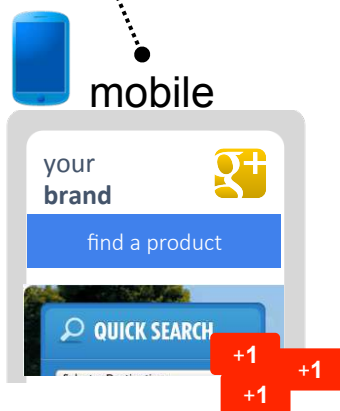 mobile
your
brand
g+
find a product
QUICK SEARCH
+1
+1
+1